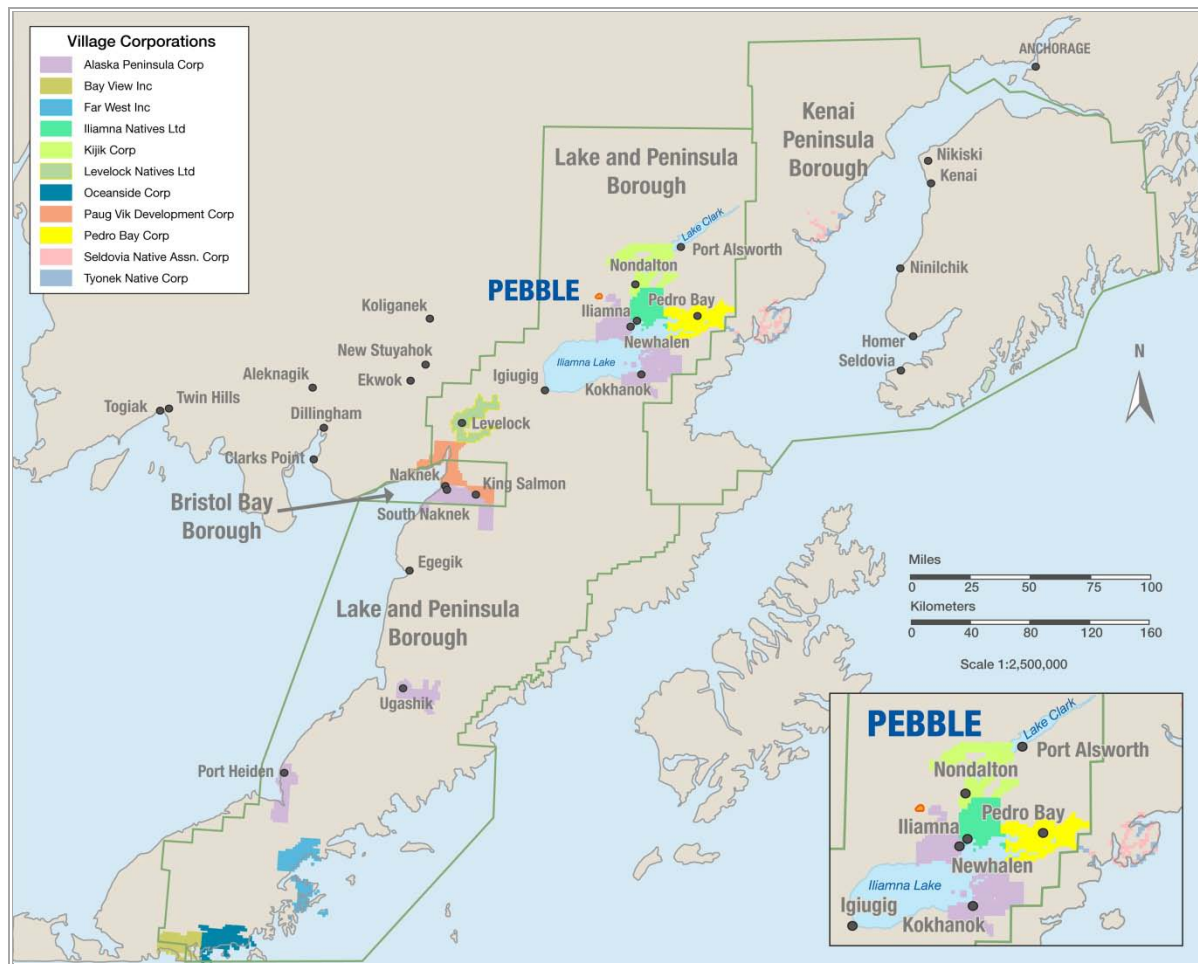 Village Corporations
Alaska Peninsula Corp
Bay View Inc
Far West Inc
Iliamna Natives Ltd
Kijik Corp
Levelock Natives Ltd
Oceanside Corp
Paug Vik Development Corp
Pedro Bay Corp
Seldovia Native Assn. Corp
Tyonek Native Corp
ANCHORAGE
Kenai
Peninsula
Borough
Lake and Peninsula
Borough
Nikiski
Kenai
Lake Clark
Port Alsworth
Nondalton
Ninilchik
PEBBLE
Pedro Bay
Iliamna
Koliganek
Newhalen
Homer
Seldovia
New Stuyahok
Iliamna Lake
Igiugig
Kokhanok
Ekwok
Aleknagik
Togiak
Twin Hills
Dillingham
Levelock
N
Clarks Point
Naknek
King Salmon
Bristol Bay
Borough
South Naknek
Egegik
Miles
0 25 50 75 100
Kilometers
0 40 80 120 160
Scale 1:2,500,000
Lake and Peninsula
Borough
Ugashik
Port Heiden
PEBBLE
Lake Clark
Port Alsworth
Nondalton
Pedro Bay
Iliamna
Newhalen
Iliamna Lake
Igiugig
Kokhanok